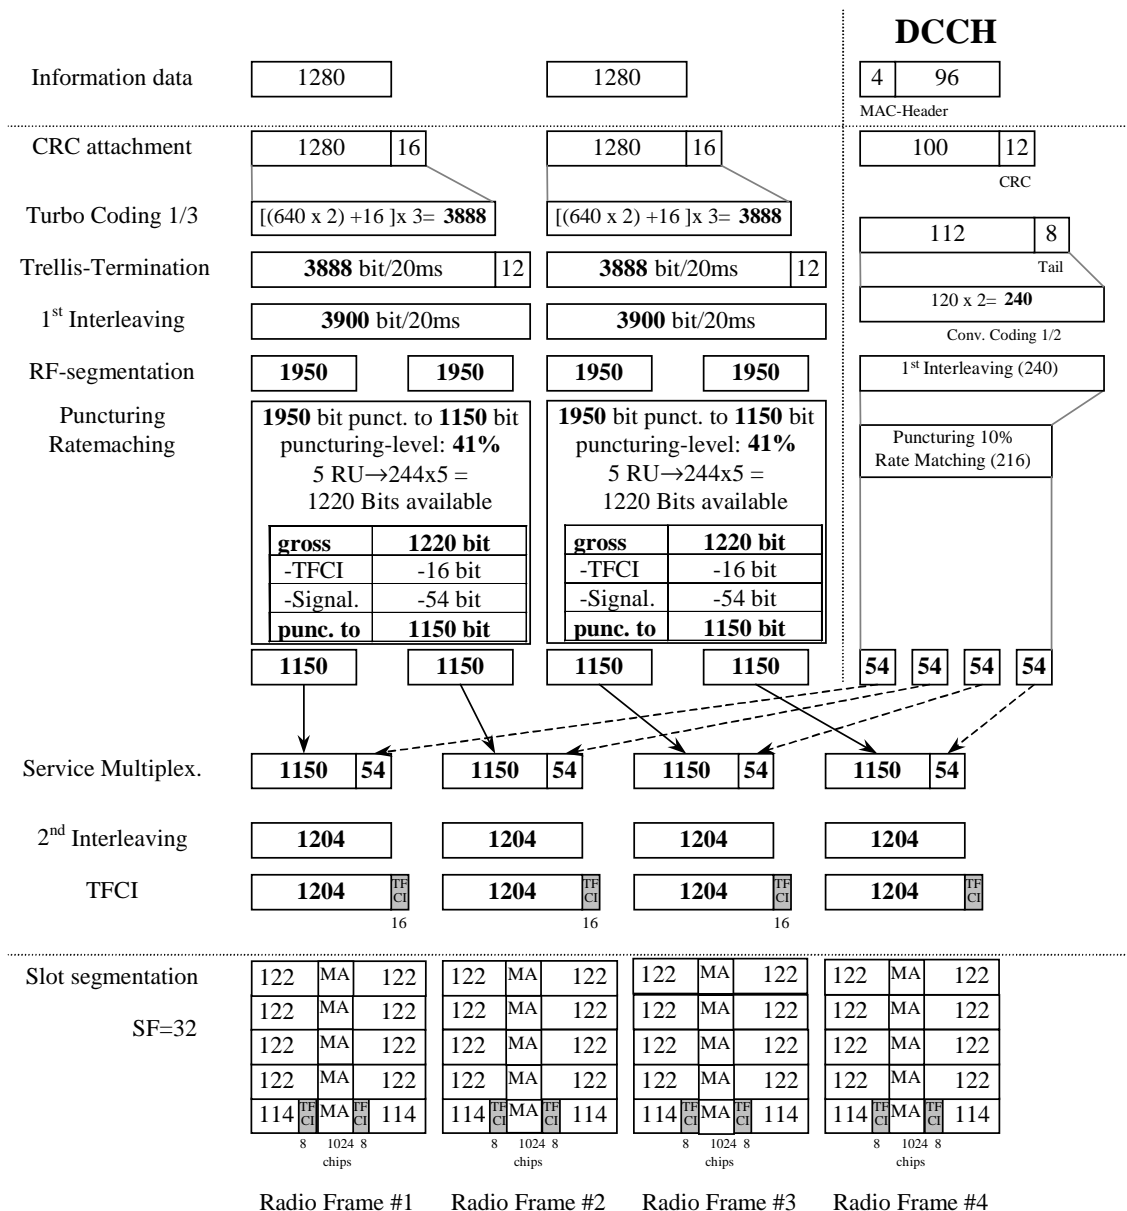 DCCH
Information data 1280 1280 4 96
MAC-Header
CRC attachment 1280 16 1280 16 100 12
CRC
Turbo Coding 1/3 [(640 x 2) +16 ]x 3= 3888 [(640 x 2) +16 ]x 3= 3888
112 8
Trellis-Termination 3888 bit/20ms 12 3888 bit/20ms 12
Tail
120 x 2= 240
1st Interleaving 3900 bit/20ms 3900 bit/20ms
Conv. Coding 1/2
RF-segmentation 1950 1950 1950 1950 1st Interleaving (240)
Puncturing
Ratemaching
1950 bit punct. to 1150 bit
puncturing-level: 41%
5 RU→244x5 =
1220 Bits available
gross 1220 bit
-TFCI -16 bit
-Signal. -54 bit
punc. to 1150 bit
1950 bit punct. to 1150 bit
puncturing-level: 41%
5 RU→244x5 =
1220 Bits available
gross 1220 bit
-TFCI -16 bit
-Signal. -54 bit
punc. to 1150 bit
Puncturing 10%
Rate Matching (216)
1150 1150 1150 1150 54 54 54 54
Service Multiplex. 1150 54 1150 54 1150 54 1150 54
2nd Interleaving 1204 1204 1204 1204
TFCI 1204 TF CI 1204 TF CI 1204 TF CI 1204 TF CI
16 16 16
Slot segmentation 122 MA 122 122 MA 122 122 MA 122 122 MA 122
SF=32 122 MA 122 122 MA 122 122 MA 122 122 MA 122
122 MA 122 122 MA 122 122 MA 122 122 MA 122
122 MA 122 122 MA 122 122 MA 122 122 MA 122
114 TF CI MA TF CI 114 114 TF CI MA TF CI 114 114 TF CI MA TF CI 114 114 TF CI MA TF CI 114
8 1024 8 8 1024 8 8 1024 8 8 1024 8
chips chips chips chips
Radio Frame #1 Radio Frame #2 Radio Frame #3 Radio Frame #4